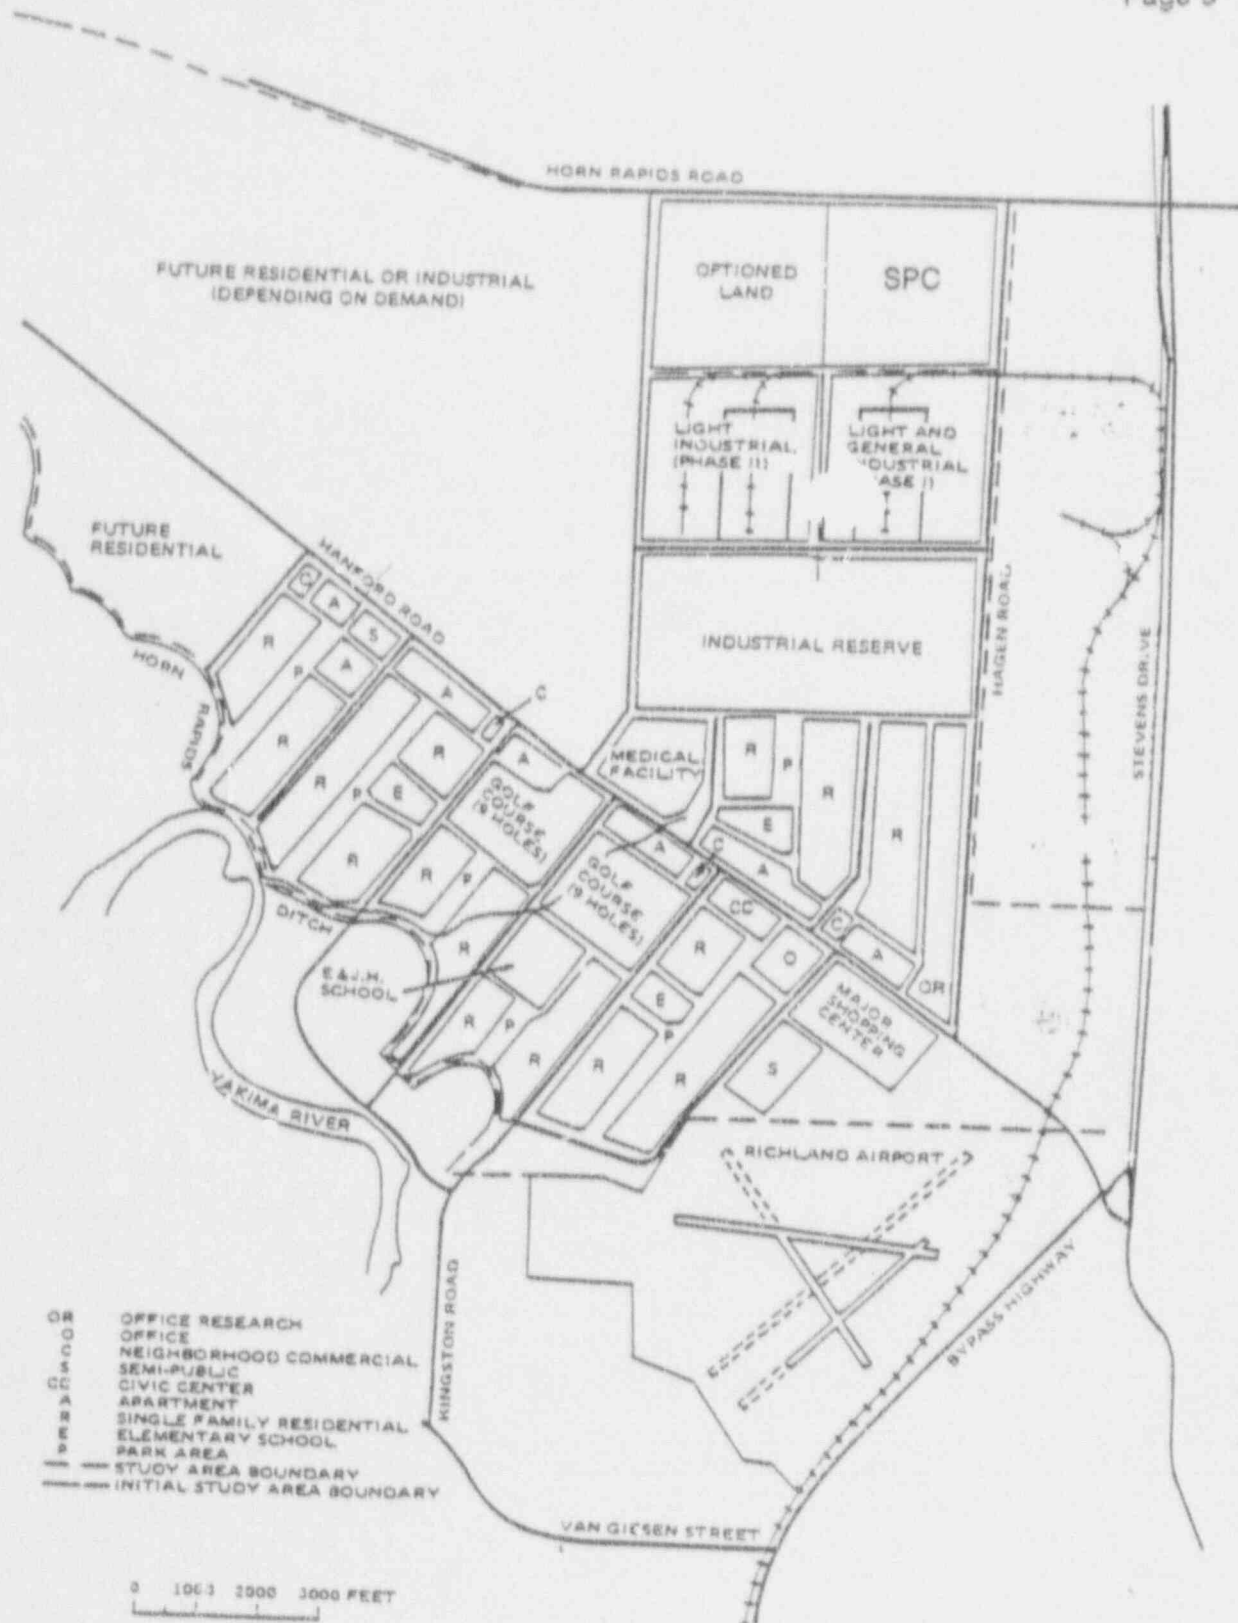 HORN RAPIDS ROAD
FUTURE RESIDENTIAL OR INDUSTRIAL
(DEPENDING ON DEMAND)
OPTIONED
LAND
SPC
LIGHT
INDUSTRIAL
(PHASE II)
LIGHT AND
GENERAL
NDUSTRIAL
ASE I)
FUTURE
RESIDENTIAL
HANFORD ROAD
HORN
RAPIDS
DITCH
INDUSTRIAL RESERVE
HAGEN ROAD
STEVENS DRIVE
C
A
S
R
P
A
R
A
C
R
R
P
E
R
A
GOLF
COURSE
(9 HOLES)
MEDICAL
FACILITY
R
P
R
E
R
A
C
A
GOLF
COURSE
(9 HOLES)
R
P
CC
C
A
R
O
OR
R
E & J.H.
SCHOOL
E
P
MAJOR
SHOPPING
CENTER
R
P
R
R
R
S
YAKIMA RIVER
RICHLAND AIRPORT
KINGSTON ROAD
BYPASS HIGHWAY
OR OFFICE RESEARCH
O OFFICE
C NEIGHBORHOOD COMMERCIAL
S SEMI-PUBLIC
CC CIVIC CENTER
A APARTMENT
R SINGLE FAMILY RESIDENTIAL
E ELEMENTARY SCHOOL
P PARK AREA
STUDY AREA BOUNDARY
INITIAL STUDY AREA BOUNDARY
VAN GIESEN STREET
0 1000 2000 3000 FEET